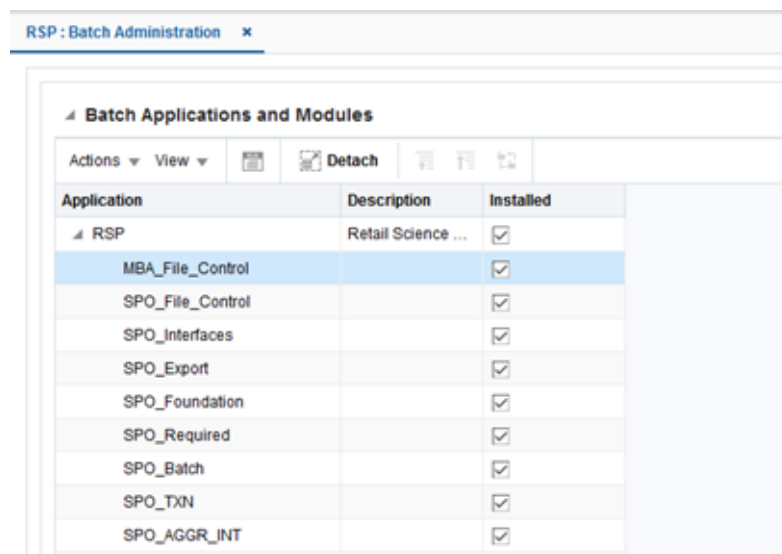 RSP : Batch Administration ×
Batch Applications and Modules
Actions View Detach
Application Description Installed
RSP Retail Science ...
MBA_File_Control
SPO_File_Control
SPO_Interfaces
SPO_Export
SPO_Foundation
SPO_Required
SPO_Batch
SPO_TXN
SPO_AGGR_INT